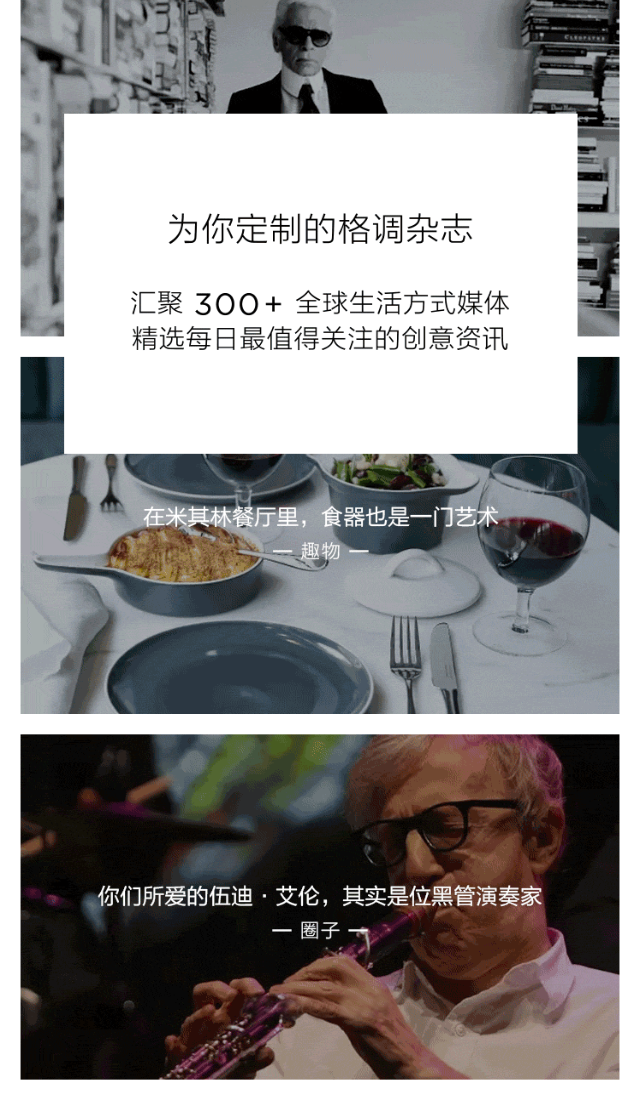 为你定制的格调杂志
汇聚 300+ 全球生活方式媒体
精选每日最值得关注的创意资讯
在米其林餐厅里，食器也是一门艺术
— 趣物 —
你们所爱的伍迪·艾伦，其实是位黑管演奏家
— 圈子 —
CLEOPATRA